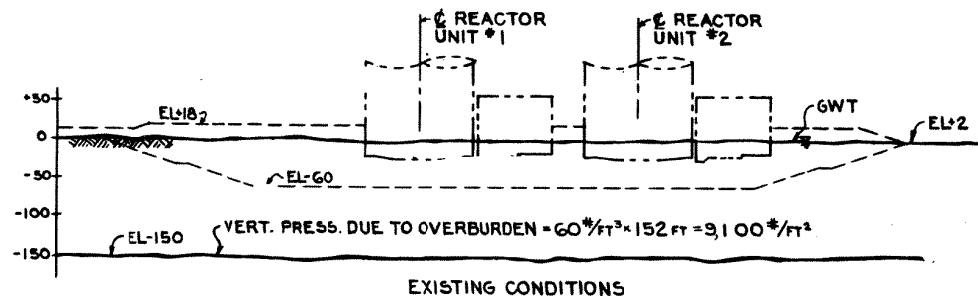 ℄ REACTOR
UNIT #1
℄ REACTOR
UNIT #2
+50
EL+18
GWT
EL+2
0
-50
EL-60
-100
EL-150
VERT. PRESS. DUE TO OVERBURDEN = 60#/FT³ × 152 FT = 9,100#/FT²
-150
EXISTING CONDITIONS